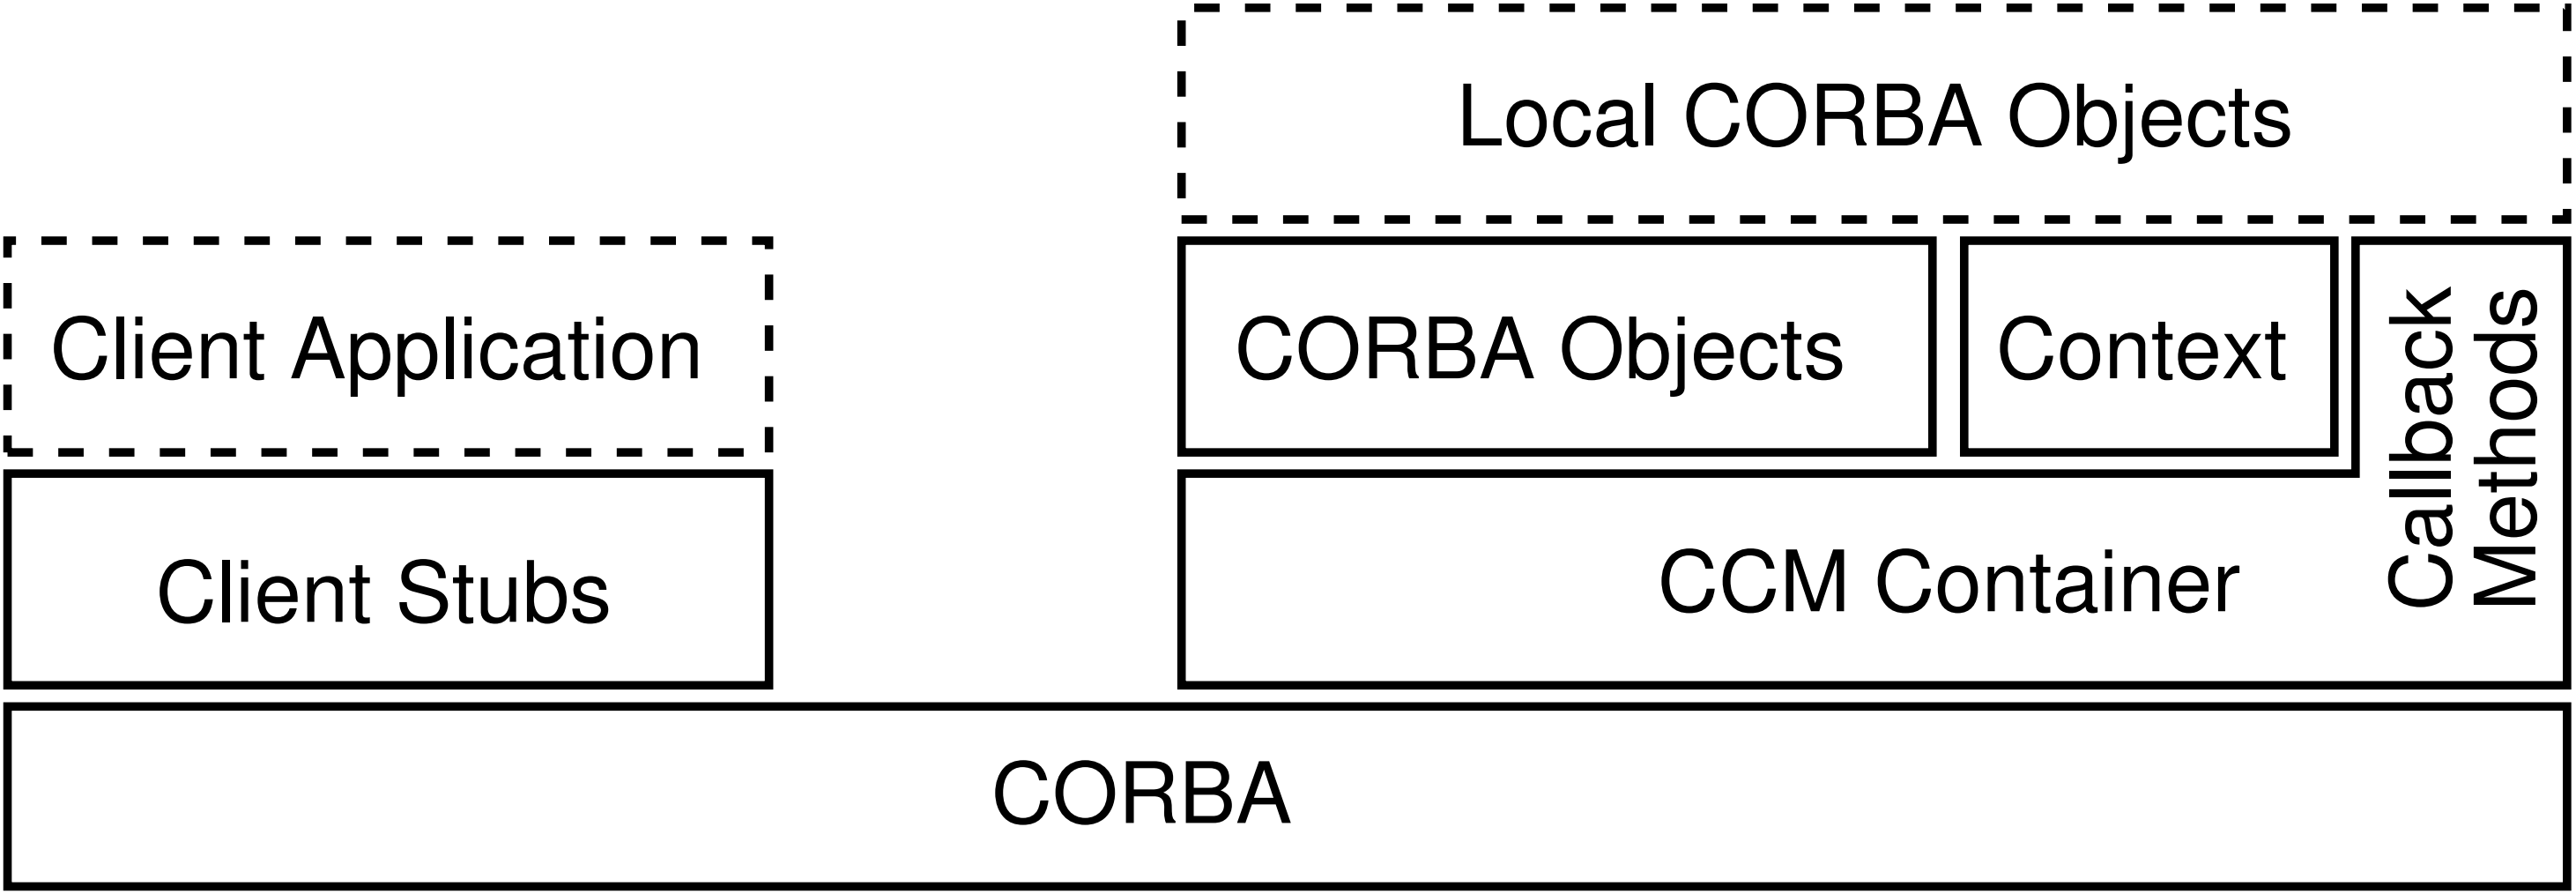 Local CORBA Objects
Client Application
CORBA Objects
Context
Callback
Methods
Client Stubs
CCM Container
CORBA